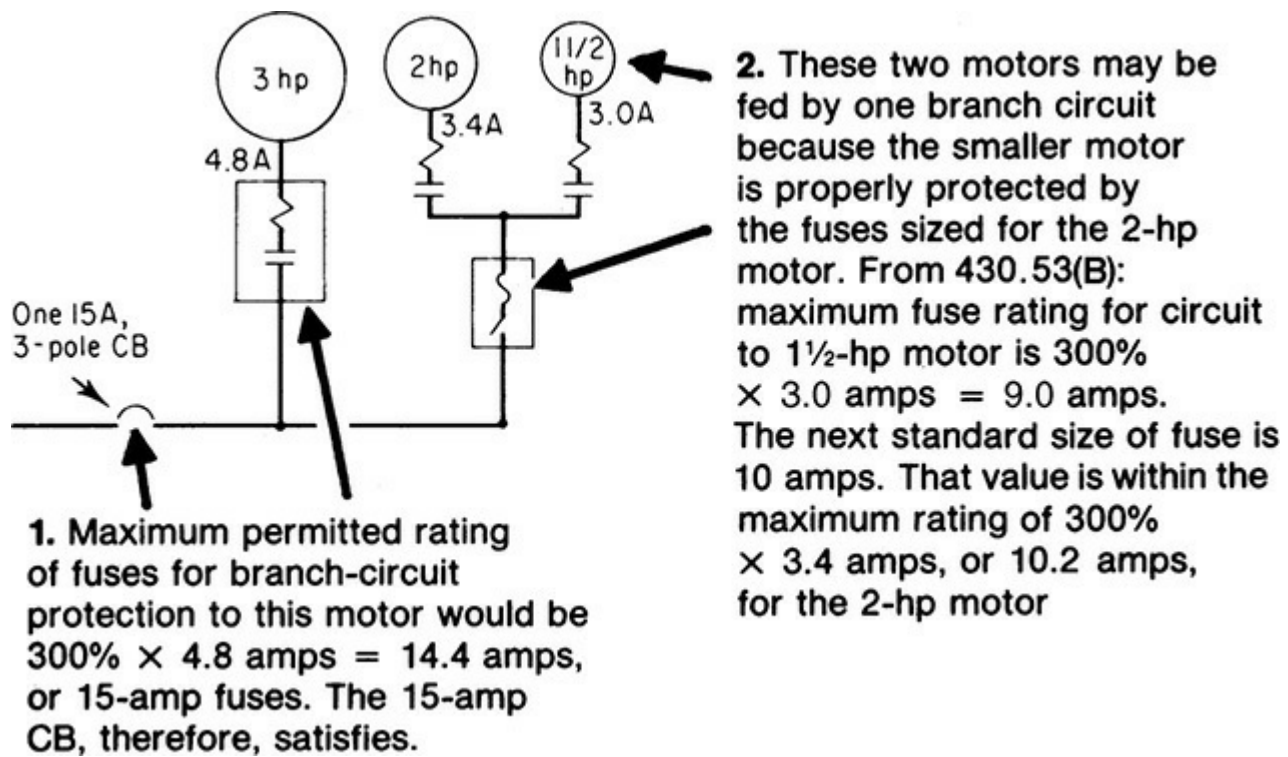 3 hp
2hp
11/2
hp
4.8A
3.4A
3.0A
One 15A,
3-pole CB
1. Maximum permitted rating
of fuses for branch-circuit
protection to this motor would be
300% × 4.8 amps = 14.4 amps,
or 15-amp fuses. The 15-amp
CB, therefore, satisfies.
2. These two motors may be
fed by one branch circuit
because the smaller motor
is properly protected by
the fuses sized for the 2-hp
motor. From 430.53(B):
maximum fuse rating for circuit
to 1½-hp motor is 300%
× 3.0 amps = 9.0 amps.
The next standard size of fuse is
10 amps. That value is within the
maximum rating of 300%
× 3.4 amps, or 10.2 amps,
for the 2-hp motor